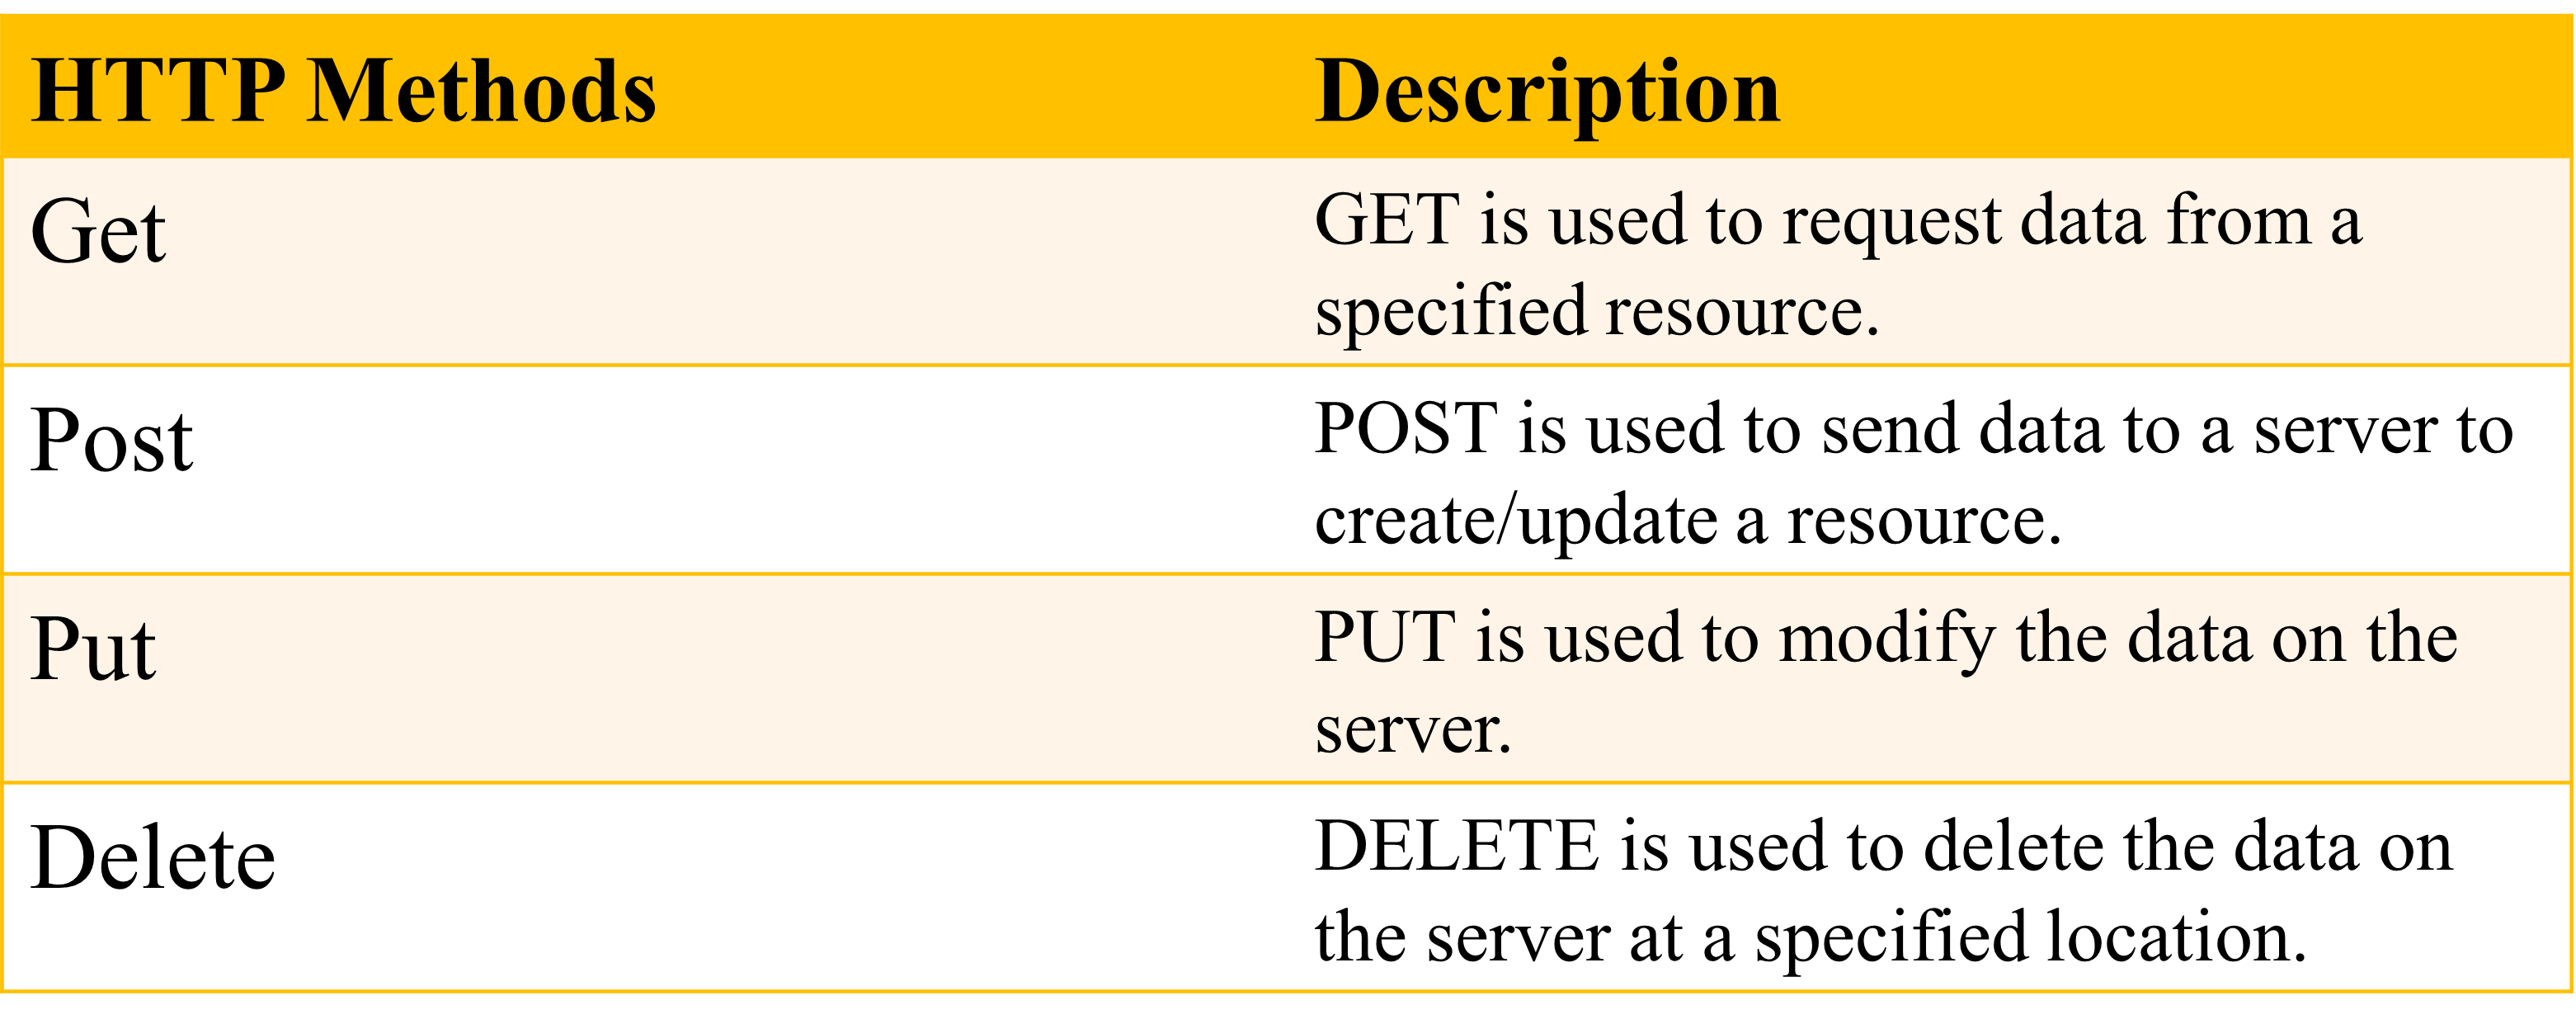 HTTP Methods Description
Get GET is used to request data from a
specified resource.
Post POST is used to send data to a server to
create/update a resource.
Put PUT is used to modify the data on the
server.
Delete DELETE is used to delete the data on
the server at a specified location.